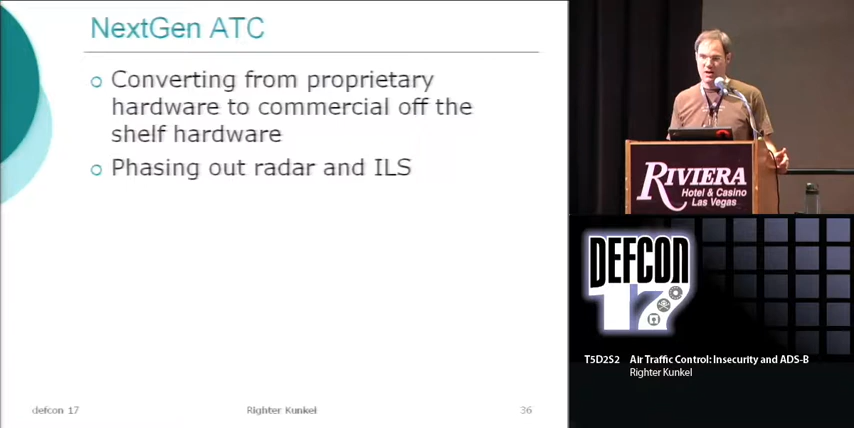 NextGen ATC
Converting from proprietary
hardware to commercial off the
shelf hardware
Phasing out radar and ILS
defcon 17
Righter Kunkel
36
RIVIERA
Hotel & Casino
Las Vegas
DEFCON
17
T5D2S2 Air Traffic Control: Insecurity and ADS-B
Righter Kunkel